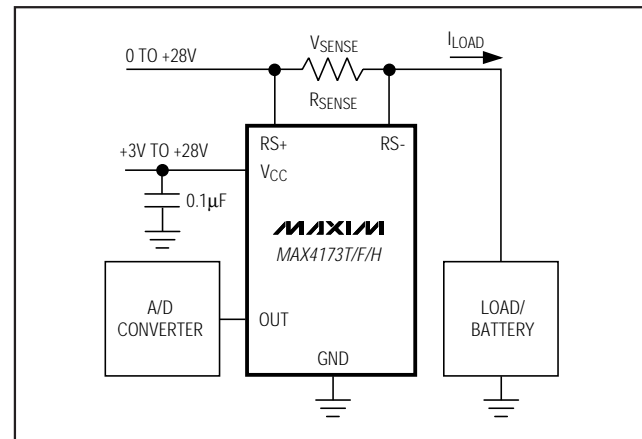 0 TO +28V
VSENSE
ILOAD
RSENSE
RS+
RS-
+3V TO +28V
VCC
0.1µF
MAXIM
MAX4173T/F/H
A/D
CONVERTER
OUT
LOAD/
BATTERY
GND